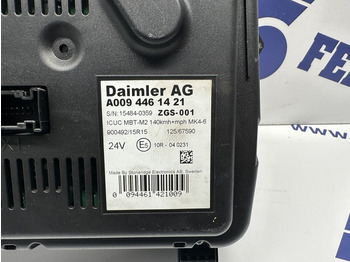 Daimler AG
A009 446 14 21
S/N: 15484-0359 ZGS-001
ICUC MBT-M2 140kmh+mph MK4-6
900492/15R15 125/67590
24V E5 10R - 04 0231
Made By Stoneridge Electronics AB, Sweden
0 094461 421009